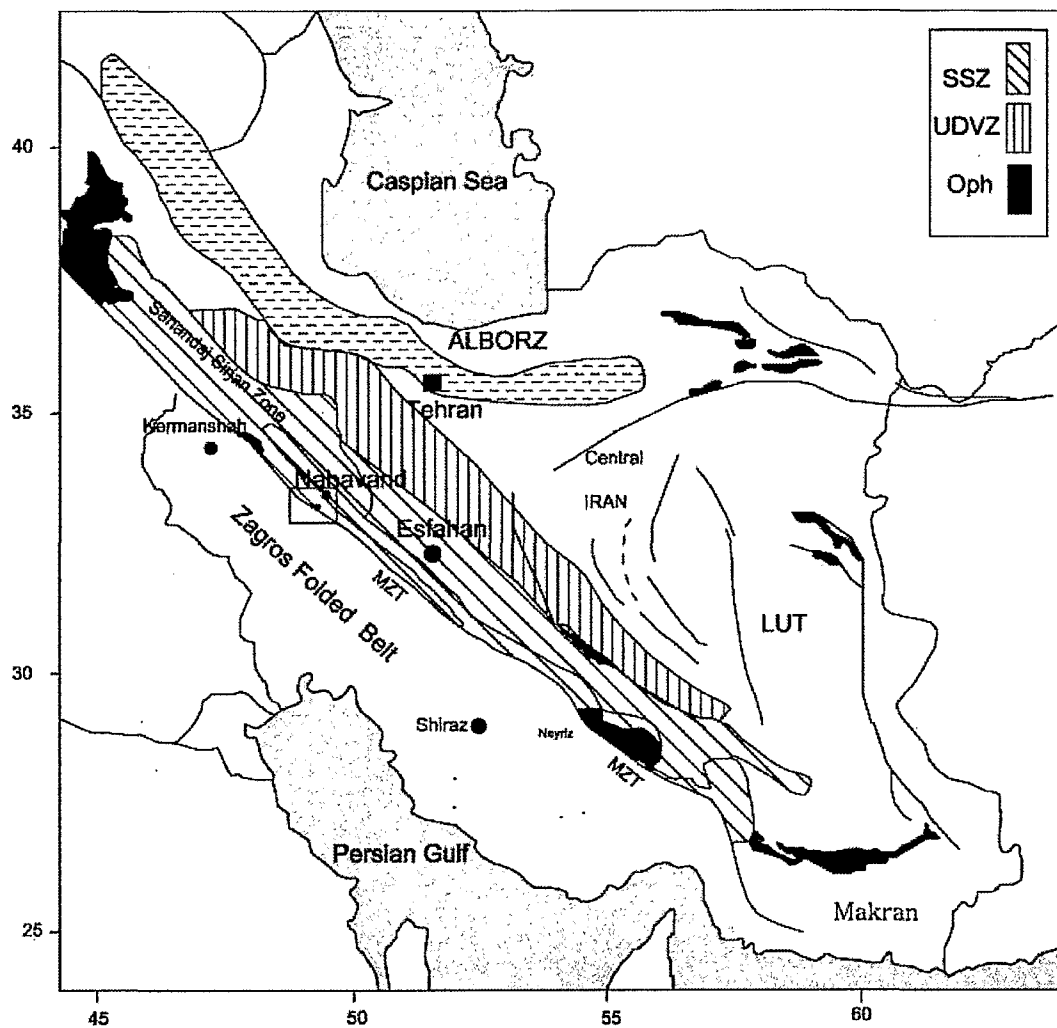 SSZ
UDVZ
Oph
40
Caspian Sea
ALBORZ
Sanandaj Sirjan Zone
35
Tehran
Kermanshah
Central
IRAN
Nahavand
Esfahan
Zagros Folded Belt
MZT
LUT
30
Shiraz
Neyriz
MZT
Persian Gulf
Makran
25
45
50
55
60